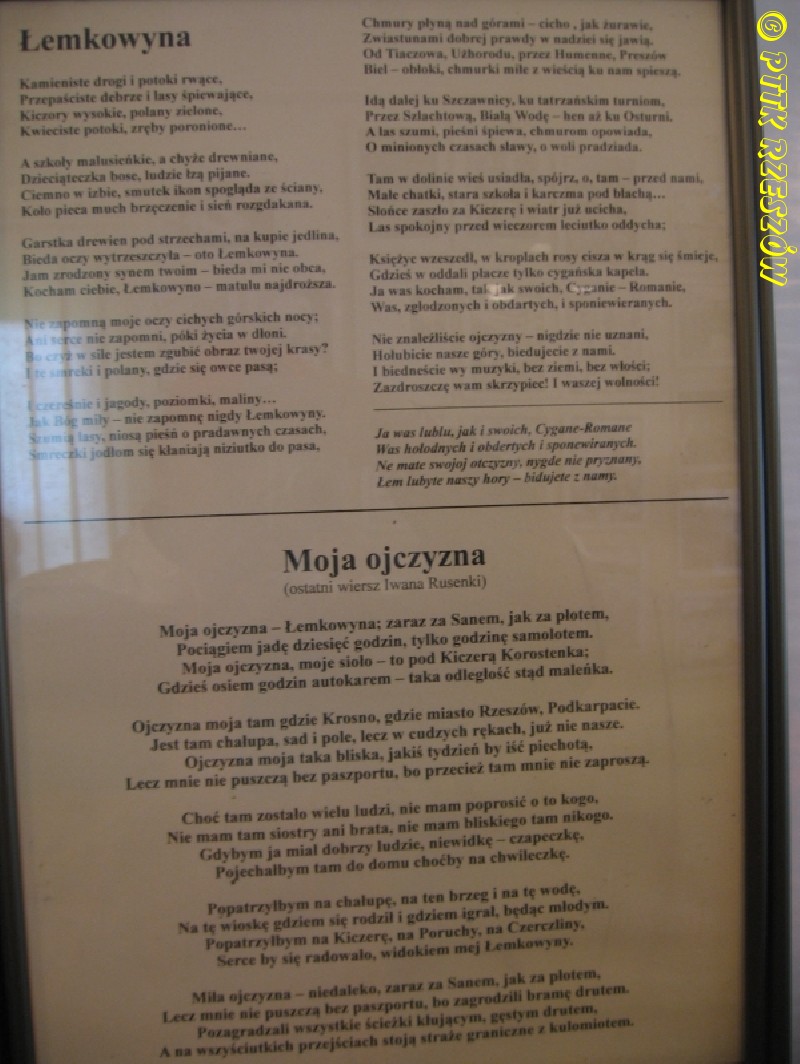 Łemkowyna
Kamieniste drogi i potoki rwące,
Przepaściste debrze i lasy śpiewające,
Kiczory wysokie, polany zielone,
Kwieciste potoki, zręby poronione...
A szkoły malusieńkie, a chyże drewniane,
Dzieciąteczka bose, ludzie łzą pijane.
Ciemno w izbie, smutek ikon spogląda ze ściany,
Koło pieca much brzęczenie i sień rozgdakana.
Garstka drewien pod strzechami, na kupie jedlina,
Bieda oczy wytrzeszczyła – oto Łemkowyna.
Jam zrodzony synem twoim – bieda mi nie obca,
Kocham ciebie, Łemkowyno – matulu najdroższa.
Nie zapomną moje oczy cichych górskich nocy;
Ani serce nie zapomni, póki życia w dłoni.
Bo czyż w sile jestem zgubić obraz twojej krasy?
I te smreki i polany, gdzie się owce pasą;
I czereśnie i jagody, poziomki, maliny...
Jak Bóg miły – nie zapomnę nigdy Łemkowyny.
Szumią lasy, niosą pieśń o pradawnych czasach,
Smreczki jodłom się kłaniają niziutko do pasa,
Chmury płyną nad górami – cicho , jak żurawie,
Zwiastunami dobrej prawdy w nadziei się jawią.
Od Tiaczowa, Użhorodu, przez Humenne, Preszów
Biel – obłoki, chmurki miłe z wieścią ku nam spieszą.
Idą dalej ku Szczawnicy, ku tatrzańskim turniom,
Przez Szlachtową, Białą Wodę – hen aż ku Osturni.
A las szumi, pieśni śpiewa, chmurom opowiada,
O minionych czasach sławy, o woli pradziada.
Tam w dolinie wieś usiadła, spójrz, o, tam – przed nami,
Małe chatki, stara szkoła i karczma pod blachą...
Słońce zaszło za Kiczerę i wiatr już ucicha,
Las spokojny przed wieczorem leciutko oddycha;
Księżyc wzeszedł, w kroplach rosy cisza w krąg się śmieje,
Gdzieś w oddali płacze tylko cygańska kapela.
Ja was kocham, tak jak swoich, Cyganie – Romanie,
Was, zgłodzonych i obdartych, i sponiewieranych.
Nie znaleźliście ojczyzny – nigdzie nie uznani,
Hołubicie nasze góry, biedujecie z nami.
I biedneście wy muzyki, bez ziemi, bez włości;
Zazdroszczę wam skrzypiec! I waszej wolności!
Ja was lublu, jak i swoich, Cygane-Romane
Was hołodnych i obdertych i sponewiranych.
Ne mate swojoj otczyzny, nygde nie pryznany,
Łem lubyte naszy hory – bidujete z namy.
Moja ojczyzna
(ostatni wiersz Iwana Rusenki)
Moja ojczyzna – Łemkowyna; zaraz za Sanem, jak za płotem,
Pociągiem jadę dziesięć godzin, tylko godzinę samolotem.
Moja ojczyzna, moje sioło – to pod Kiczerą Korostenka;
Gdzieś osiem godzin autokarem – taka odległość stąd maleńka.
Ojczyzna moja tam gdzie Krosno, gdzie miasto Rzeszów, Podkarpacie.
Jest tam chałupa, sad i pole, lecz w cudzych rękach, już nie nasze.
Ojczyzna moja taka bliska, jakiś tydzień by iść piechotą,
Lecz mnie nie puszczą bez paszportu, bo przecież tam mnie nie zaproszą.
Choć tam zostało wielu ludzi, nie mam poprosić o to kogo,
Nie mam tam siostry ani brata, nie mam bliskiego tam nikogo.
Gdybym ja miał dobrzy ludzie, niewidkę – czapeczkę,
Pojechałbym tam do domu choćby na chwileczkę.
Popatrzyłbym na chałupę, na ten brzeg i na tę wodę,
Na tę wioskę gdziem się rodził i gdziem igrał, będąc młodym.
Popatrzyłbym na Kiczerę, na Poruchy, na Czerczliny,
Serce by się radowało, widokiem mej Łemkowyny.
Miła ojczyzna – niedaleko, zaraz za Sanem, jak za płotem,
Lecz mnie nie puszczą bez paszportu, bo zagrodzili bramę drutem.
Pozagradzali wszystkie ścieżki kłującym, gęstym drutem,
A na wszyściutkich przejściach stoją straże graniczne z kulomiotem.
© PTTK RZESZÓW